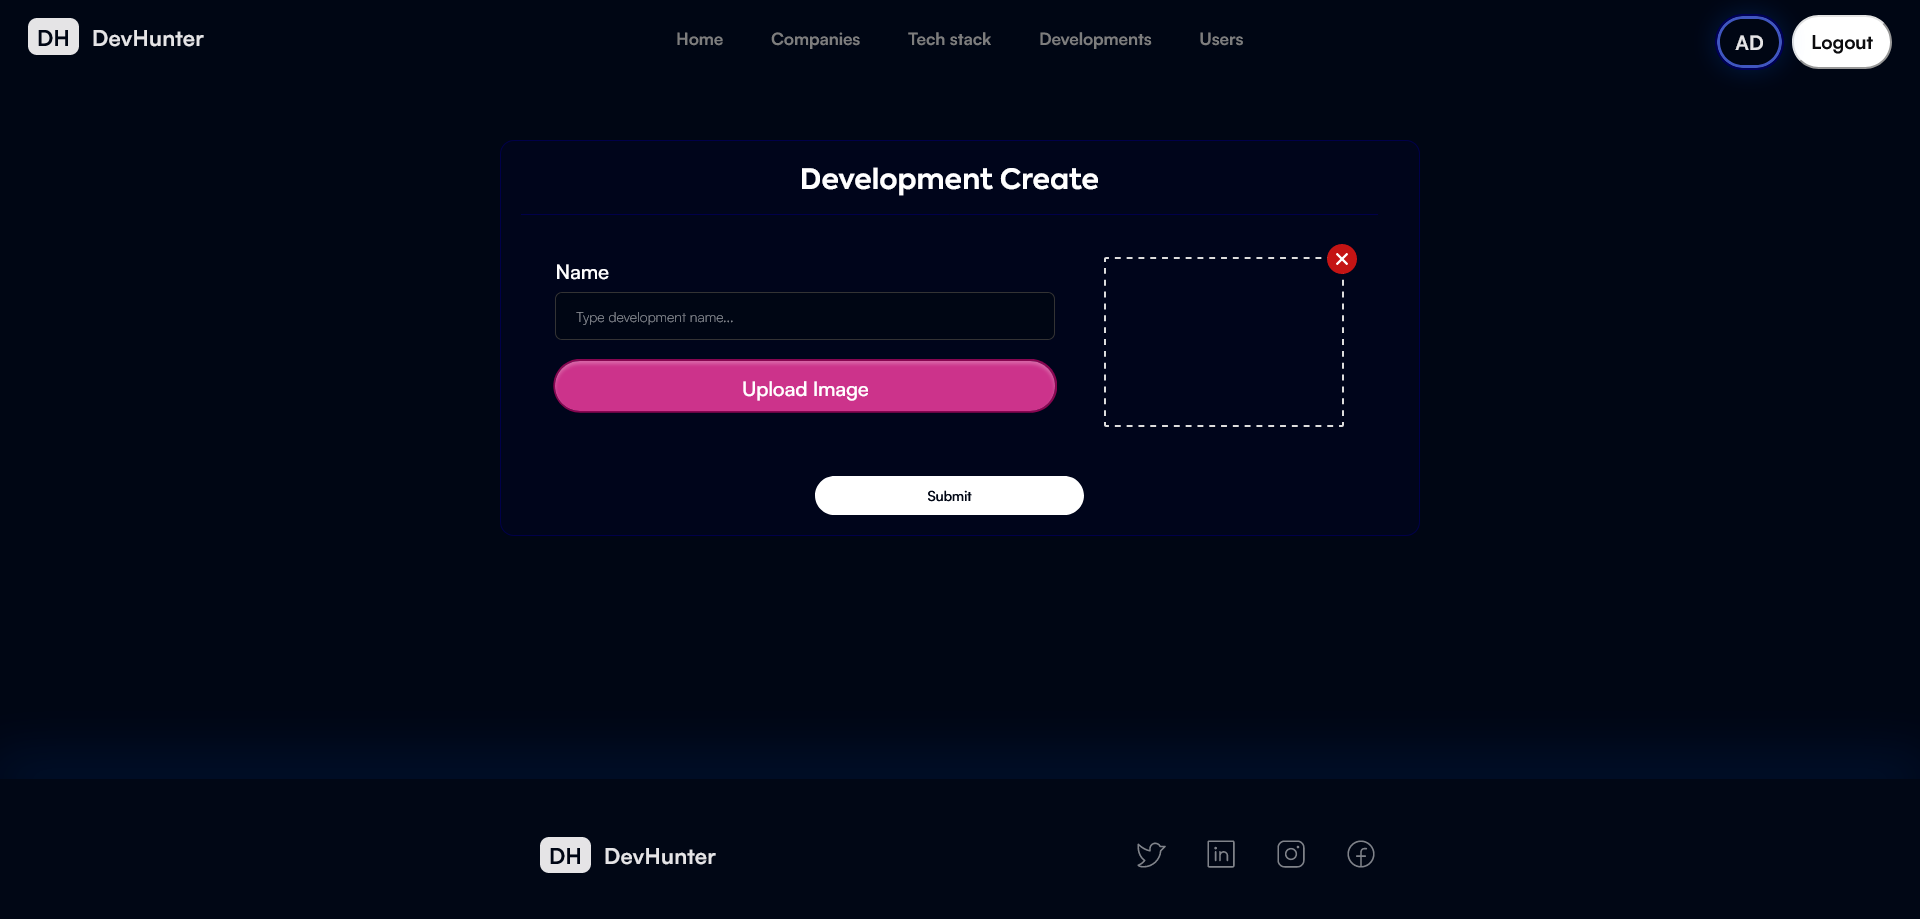 DH DevHunter Home Companies Tech stack Developments Users AD Logout
Development Create
Name
Type development name...
Upload Image
Submit
DH DevHunter